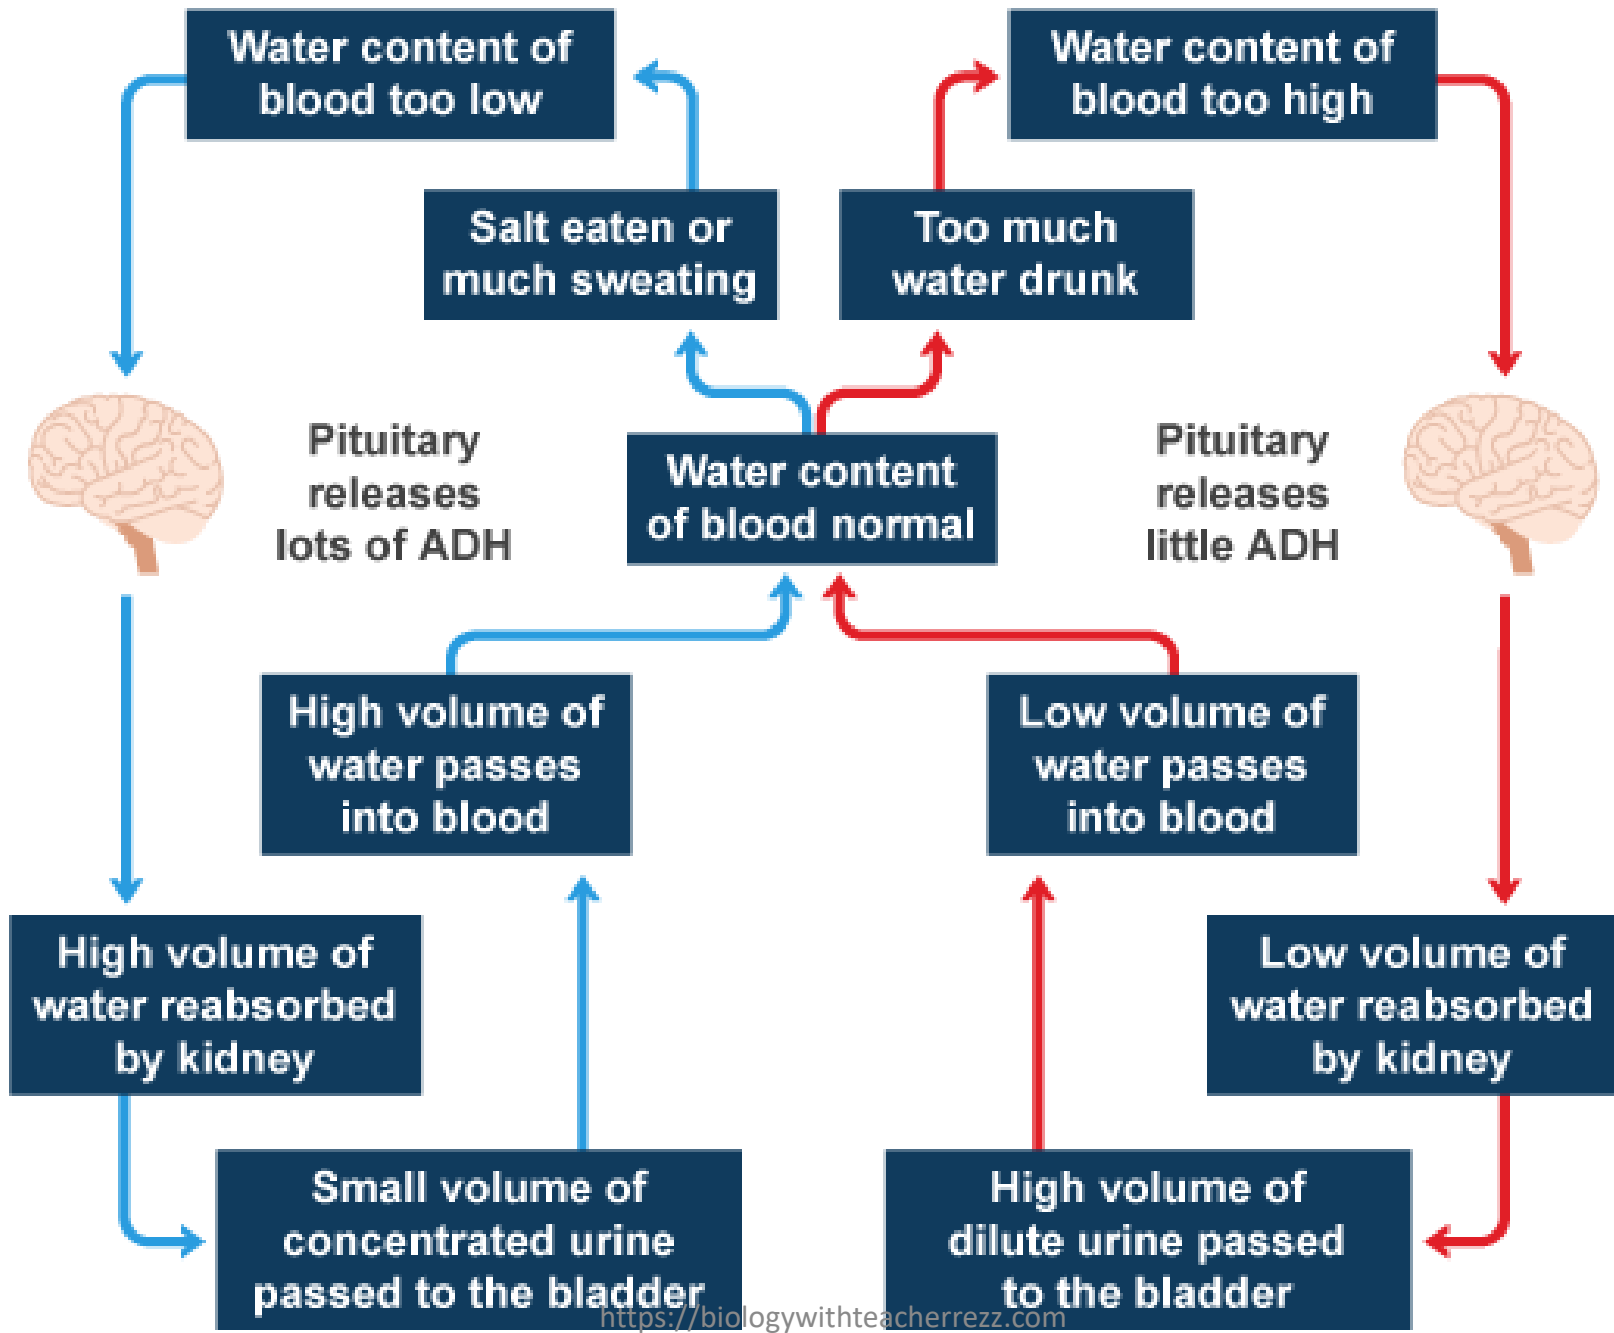 Water content of
blood too low
Water content of
blood too high
Salt eaten or
much sweating
Too much
water drunk
Pituitary
releases
lots of ADH
Water content
of blood normal
Pituitary
releases
little ADH
High volume of
water passes
into blood
Low volume of
water passes
into blood
High volume of
water reabsorbed
by kidney
Low volume of
water reabsorbed
by kidney
Small volume of
concentrated urine
passed to the bladder
High volume of
dilute urine passed
to the bladder
https://biologywithteacherrezz.com